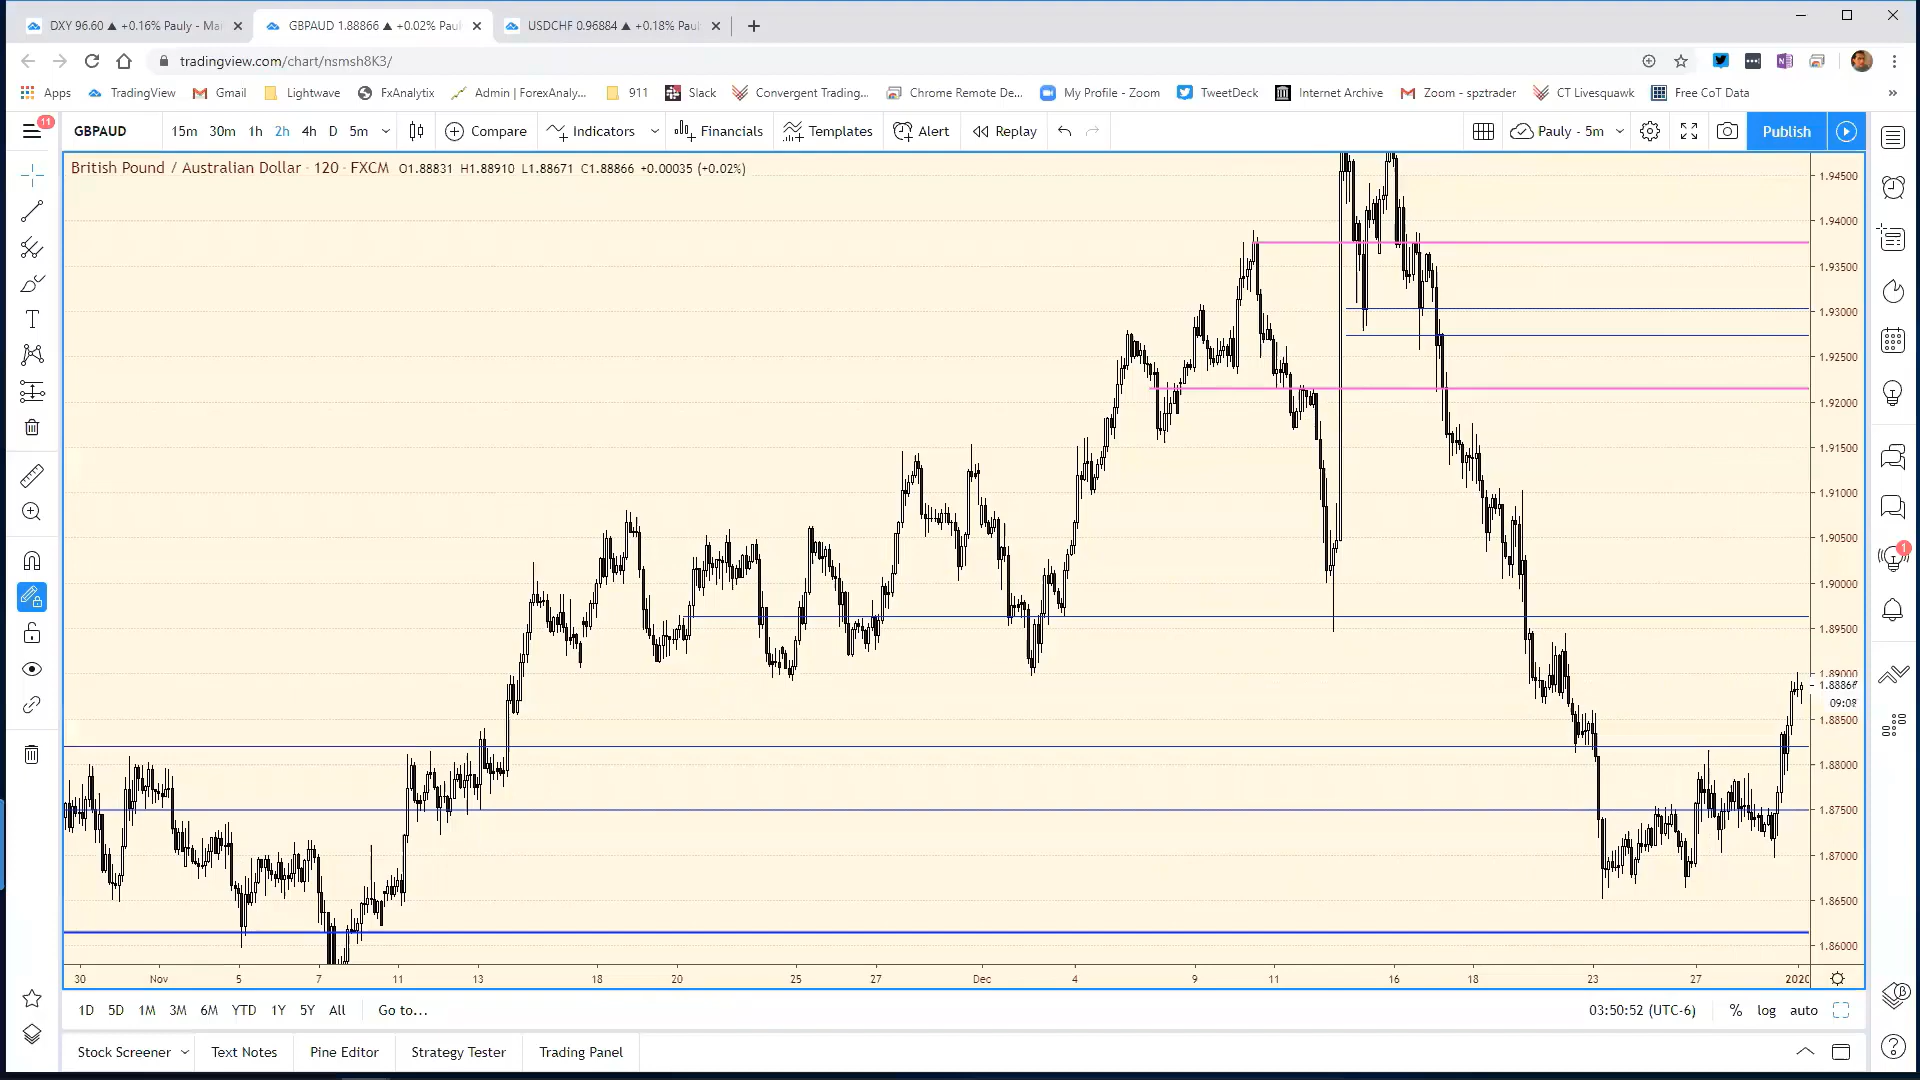 DXY 96.60 ▲ +0.16% Pauly - Ma
GBPAUD 1.88866 ▲ +0.02% Paul
USDCHF 0.96884 ▲ +0.18% Paul
tradingview.com/chart/nsmsh8K3/
Apps TradingView Gmail Lightwave FxAnalytix Admin | ForexAnaly... 911 Slack Convergent Trading... Chrome Remote De... My Profile - Zoom TweetDeck Internet Archive Zoom - spztrader CT Livesquawk Free CoT Data »
11
GBPAUD 15m 30m 1h 2h 4h D 5m Compare Indicators Financials Templates Alert Replay Pauly - 5m Publish
British Pound / Australian Dollar · 120 · FXCM O1.88831 H1.88910 L1.88671 C1.88866 +0.00035 (+0.02%)
1.94500
1.94000
1.93500
1.93000
1.92500
1.92000
1.91500
1.91000
1.90500
1.90000
1.89500
1.89000
1.8886
09:08
1.88500
1.88000
1.87500
1.87000
1.86500
1.86000
1
30 Nov 5 7 11 13 18 20 25 27 Dec 4 9 11 16 18 23 27 2020
1D 5D 1M 3M 6M YTD 1Y 5Y All Go to... 03:50:52 (UTC-6) % log auto
Stock Screener Text Notes Pine Editor Strategy Tester Trading Panel